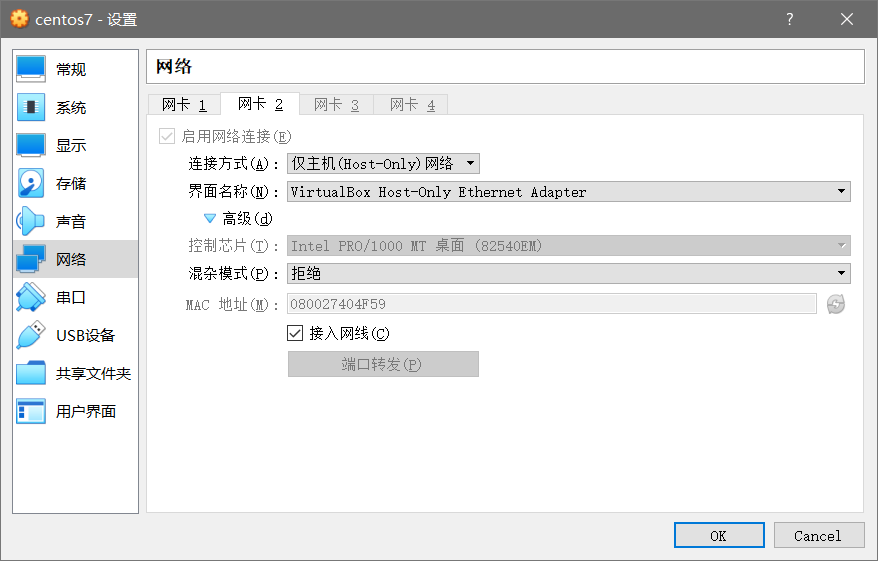 centos7 - 设置
常规
系统
显示
存储
声音
网络
串口
USB设备
共享文件夹
用户界面
网络
网卡 1 网卡 2 网卡 3 网卡 4
启用网络连接(E)
连接方式(A): 仅主机(Host-Only)网络
界面名称(N): VirtualBox Host-Only Ethernet Adapter
高级(d)
控制芯片(T): Intel PRO/1000 MT 桌面 (82540EM)
混杂模式(P): 拒绝
MAC 地址(M): 080027404F59
接入网线(C)
端口转发(P)
OK Cancel